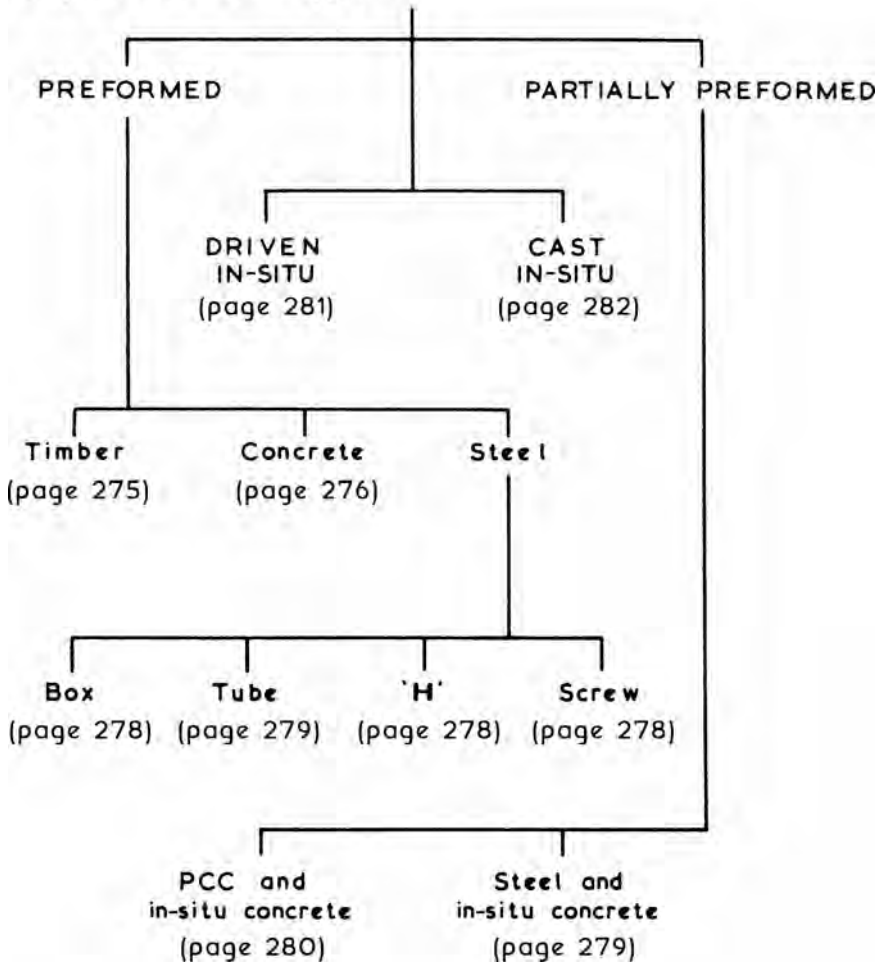 PREFORMED
PARTIALLY PREFORMED
DRIVEN
IN-SITU
(page 281)
CAST
IN-SITU
(page 282)
Timber
(page 275)
Concrete
(page 276)
Steel
Box
(page 278)
Tube
(page 279)
'H'
(page 278)
Screw
(page 278)
PCC and
in-situ concrete
(page 280)
Steel and
in-situ concrete
(page 279)